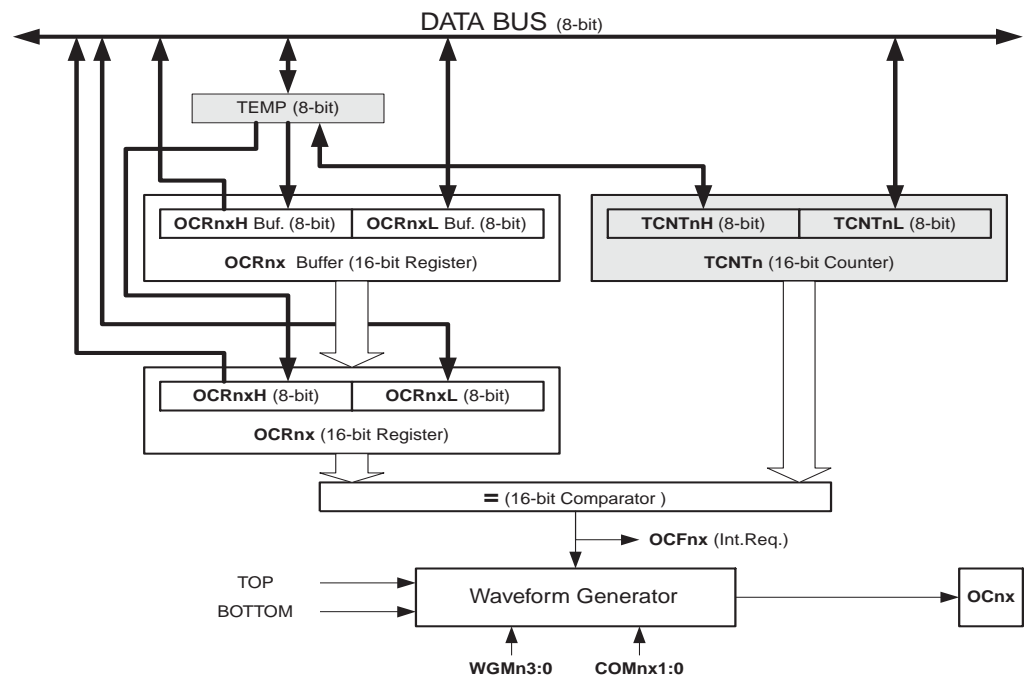 DATA BUS (8-bit)
TEMP (8-bit)
OCRnxH Buf. (8-bit) OCRnxL Buf. (8-bit)
TCNTnH (8-bit) TCNTnL (8-bit)
OCRnx Buffer (16-bit Register)
TCNTn (16-bit Counter)
OCRnxH (8-bit) OCRnxL (8-bit)
OCRnx (16-bit Register)
= (16-bit Comparator )
OCFnx (Int.Req.)
TOP
BOTTOM
Waveform Generator
OCnx
WGMn3:0 COMnx1:0